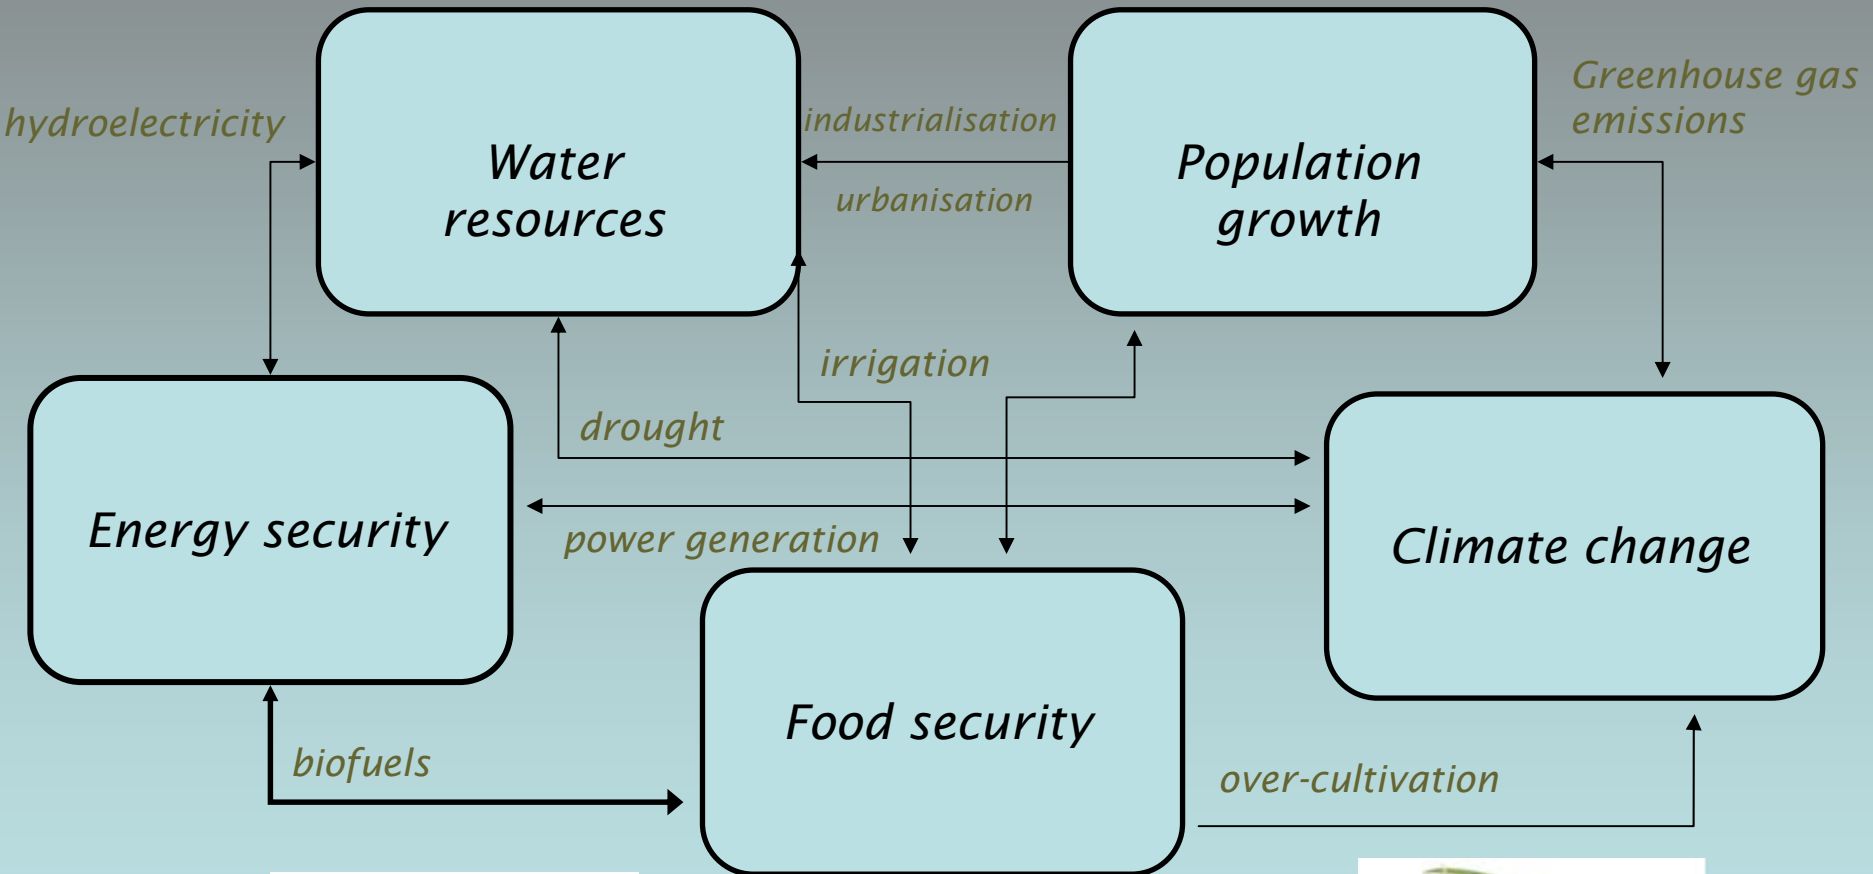 Greenhouse gas
emissions
hydroelectricity
industrialisation
Water
resources
Population
growth
urbanisation
irrigation
drought
Energy security
power generation
Climate change
Food security
biofuels
over-cultivation